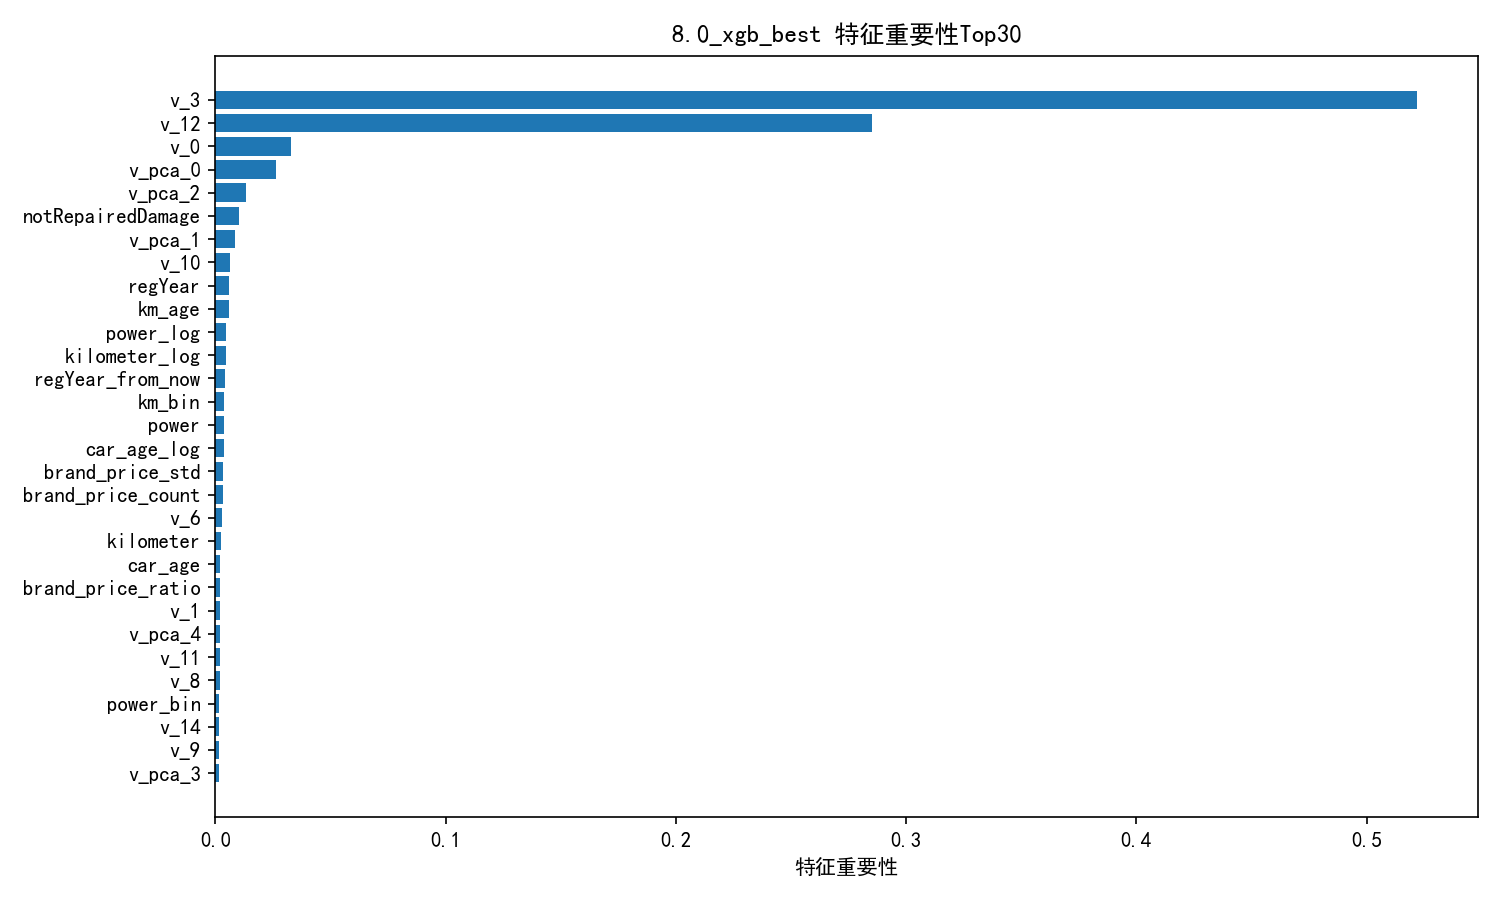 8.0_xgb_best 特征重要性Top30
v_3
v_12
v_0
v_pca_0
v_pca_2
notRepairedDamage
v_pca_1
v_10
regYear
km_age
power_log
kilometer_log
regYear_from_now
km_bin
power
car_age_log
brand_price_std
brand_price_count
v_6
kilometer
car_age
brand_price_ratio
v_1
v_pca_4
v_11
v_8
power_bin
v_14
v_9
v_pca_3
0.0 0.1 0.2 0.3 0.4 0.5
特征重要性